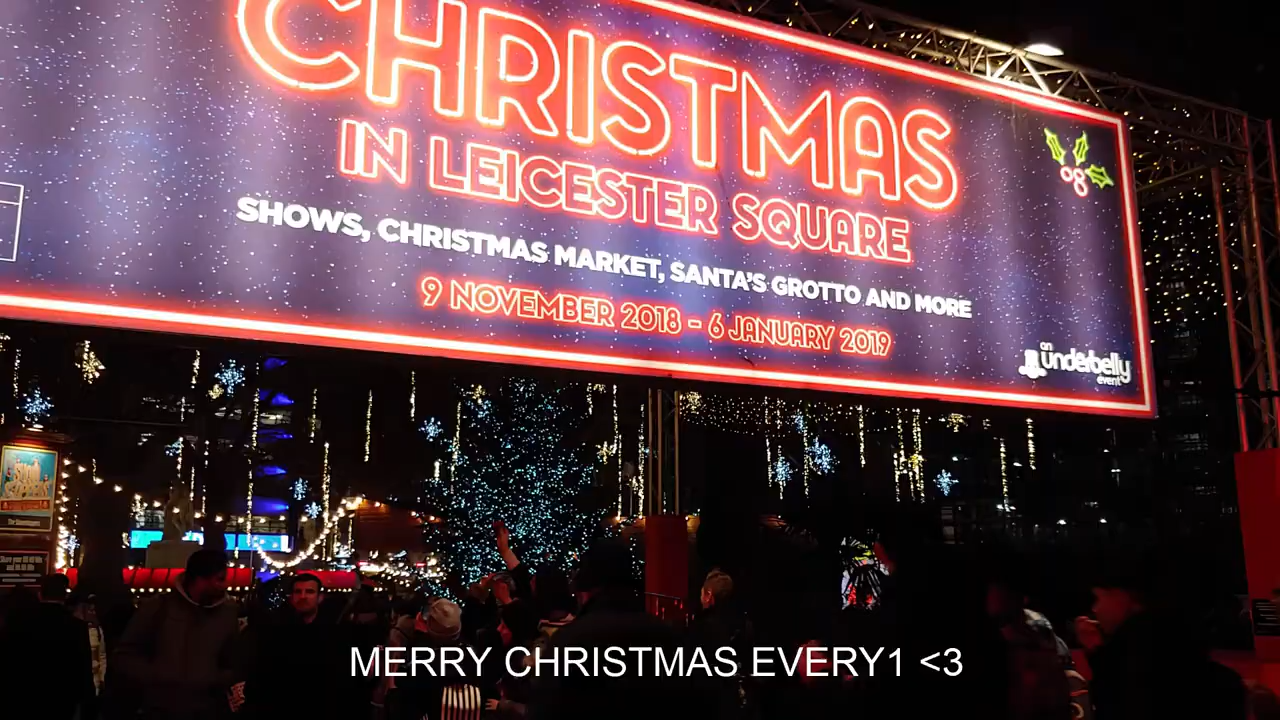 CHRISTMAS
IN LEICESTER SQUARE
SHOWS, CHRISTMAS MARKET, SANTA'S GROTTO AND MORE
9 NOVEMBER 2018 - 6 JANUARY 2019
an
underbelly
event
MERRY CHRISTMAS EVERY1 <3